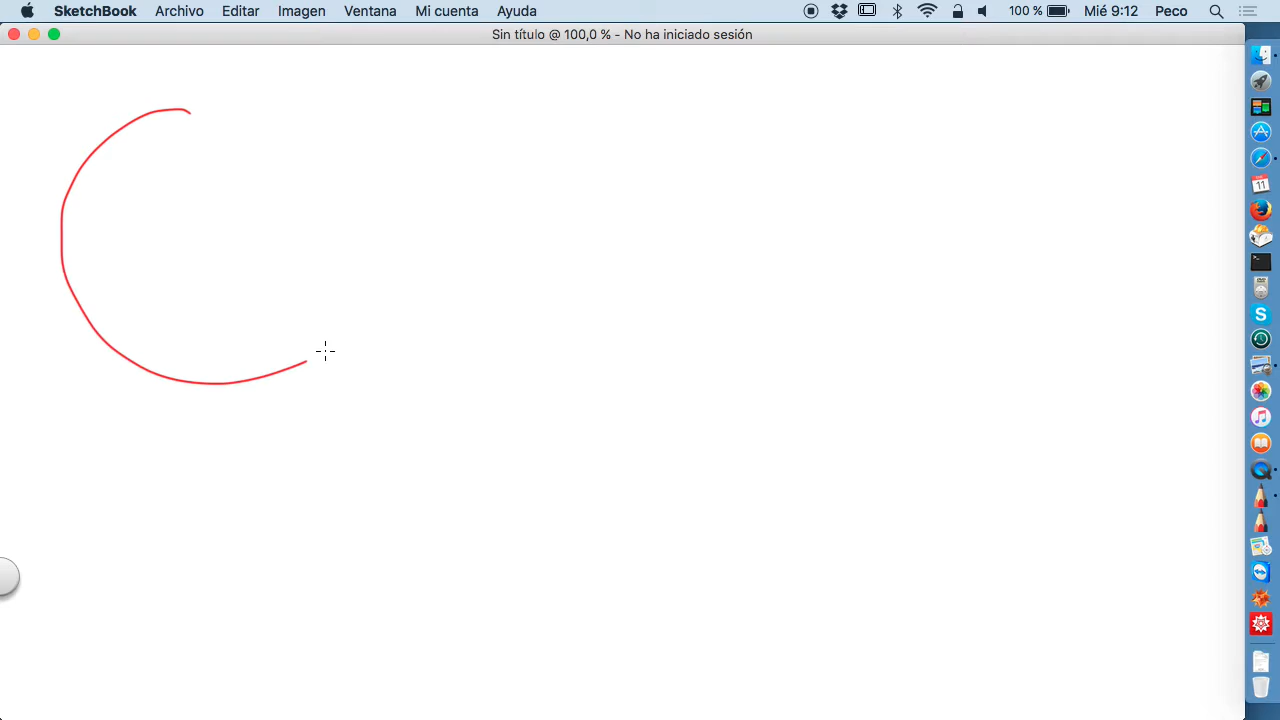 SketchBook Archivo Editar Imagen Ventana Mi cuenta Ayuda 100 % Mié 9:12 Peco
Sin título @ 100,0 % - No ha iniciado sesión
11
S